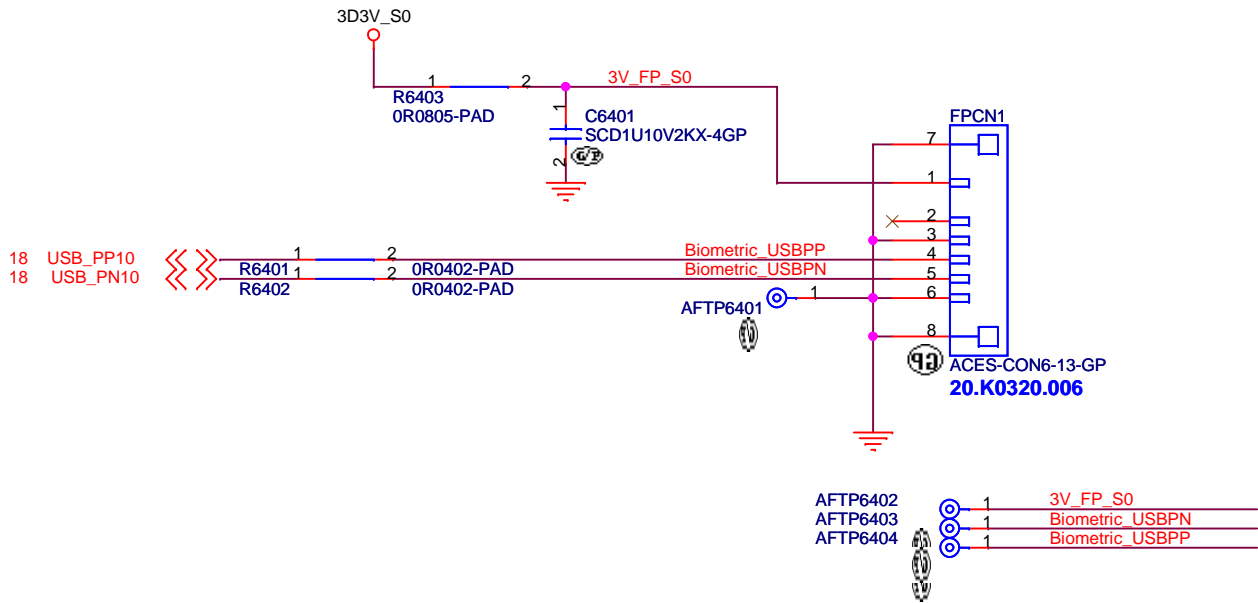 3D3V_S0
1 2 3V_FP_S0
R6403
0R0805-PAD
1 C6401
SCD1U10V2KX-4GP
2 G/P
FPCN1
7
1
2
3
18 USB_PP10 1 2 Biometric_USBPP 4
R6401 0R0402-PAD
18 USB_PN10 1 2 Biometric_USBPN 5
R6402 0R0402-PAD
AFTP6401 1 6
8
GP
ACES-CON6-13-GP
20.K0320.006
AFTP6402 1 3V_FP_S0
AFTP6403 1 Biometric_USBPN
AFTP6404 1 Biometric_USBPP